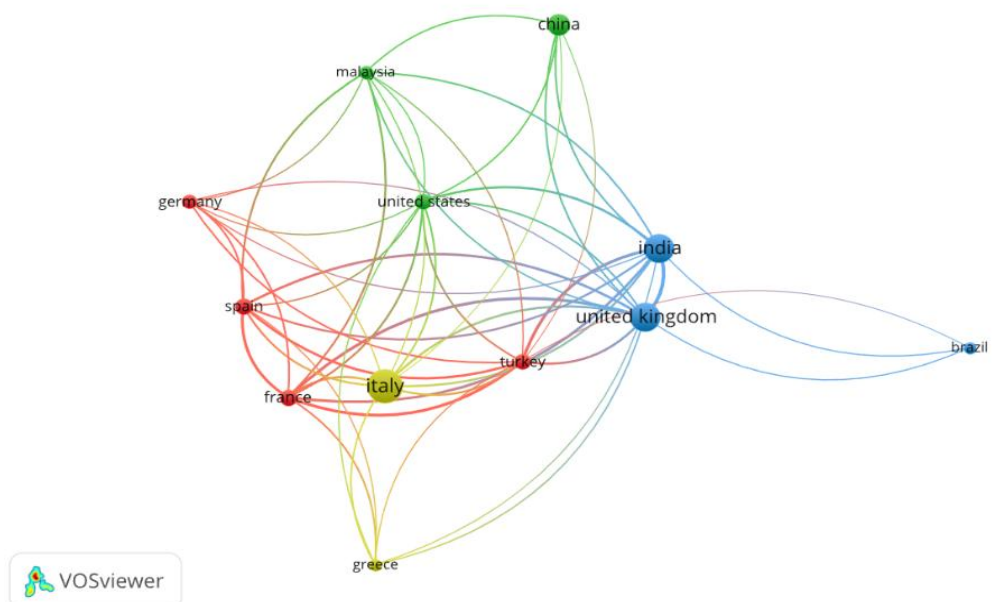 china
malaysia
germany
united states
india
spain
united kingdom
brazil
turkey
italy
france
greece
VOSviewer